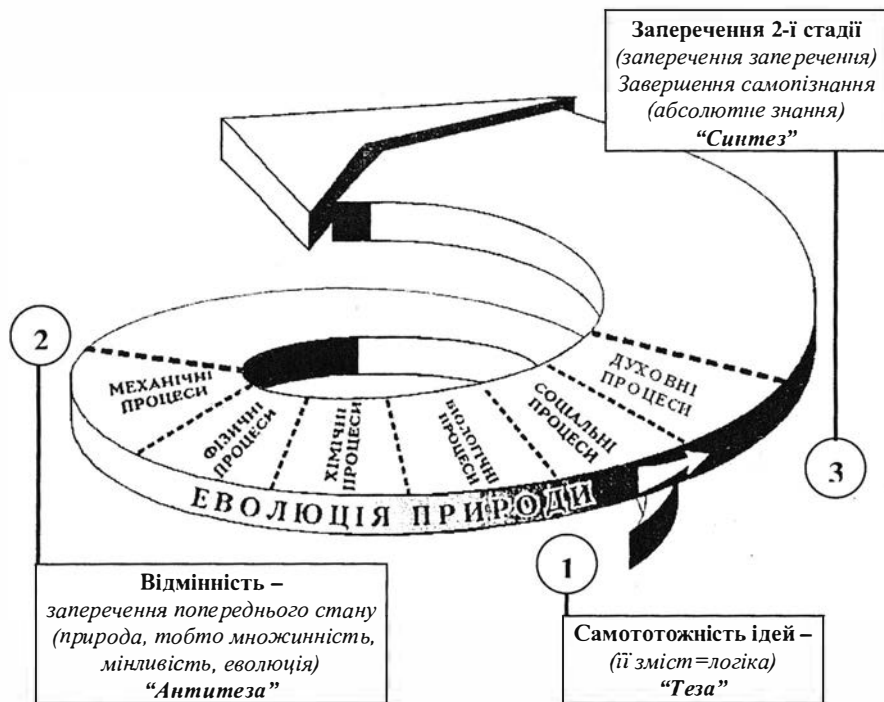 Заперечення 2-ї стадії
(заперечення заперечення)
Завершення самопізнання
(абсолютне знання)
“Синтез”
2
МЕХАНІЧНІ
ПРОЦЕСИ
ФІЗИЧНІ
ПРОЦЕСИ
ХІМІЧНІ
ПРОЦЕСИ
БІОЛОГІЧНІ
ПРОЦЕСИ
СОЦІАЛЬНІ
ПРОЦЕСИ
ДУХОВНІ
ПРОЦЕСИ
3
ЕВОЛЮЦІЯ ПРИРОДИ
1
Відмінність –
заперечення попереднього стану
(природа, тобто множинність,
мінливість, еволюція)
“Антитеза”
Самототожність ідей –
(її зміст=логіка)
“Теза”